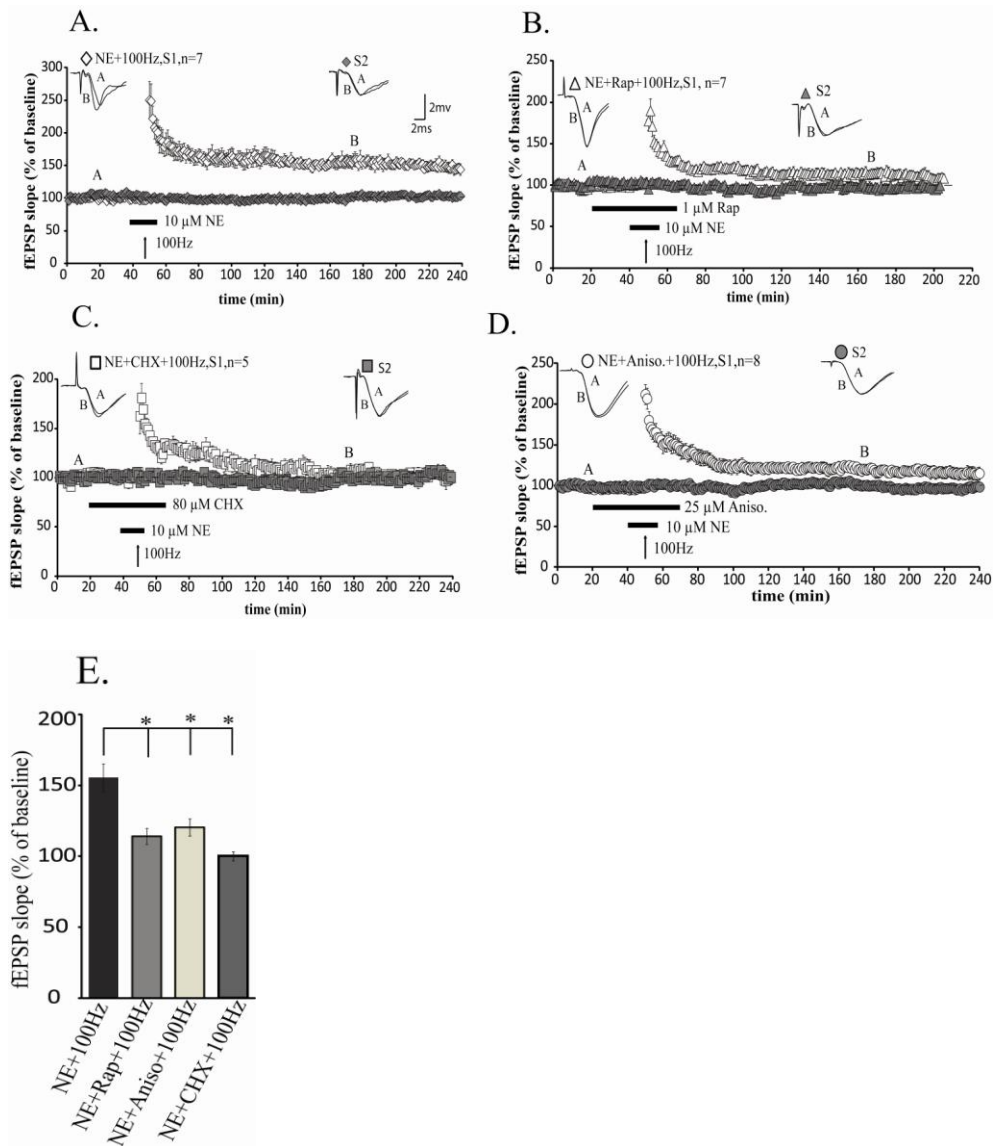 A.
NE+100Hz,S1,n=7
S2
fEPSP slope (% of baseline)
300
250
200
150
100
50
0
A
B
A
B
2mv
2ms
A
B
10 µM NE
100Hz
0 20 40 60 80 100 120 140 160 180 200 220 240
time (min)
B.
NE+Rap+100Hz,S1, n=7
S2
fEPSP slope (% of baseline)
250
200
150
100
50
0
A
B
A
B
A
B
1 µM Rap
10 µM NE
100Hz
0 20 40 60 80 100 120 140 160 180 200 220
time (min)
C.
NE+CHX+100Hz,S1,n=5
S2
fEPSP slope (% of baseline)
200
150
100
50
0
A
B
A
B
A
B
80 µM CHX
10 µM NE
100Hz
0 20 40 60 80 100 120 140 160 180 200 220 240
time (min)
D.
NE+Aniso.+100Hz,S1,n=8
S2
fEPSP slope (% of baseline)
250
200
150
100
50
0
A
B
A
B
A
B
25 µM Aniso.
10 µM NE
100Hz
0 20 40 60 80 100 120 140 160 180 200 220 240
time (min)
E.
fEPSP slope (% of baseline)
200
150
100
50
0
* * *
NE+100Hz
NE+Rap+100Hz
NE+Aniso+100Hz
NE+CHX+100Hz